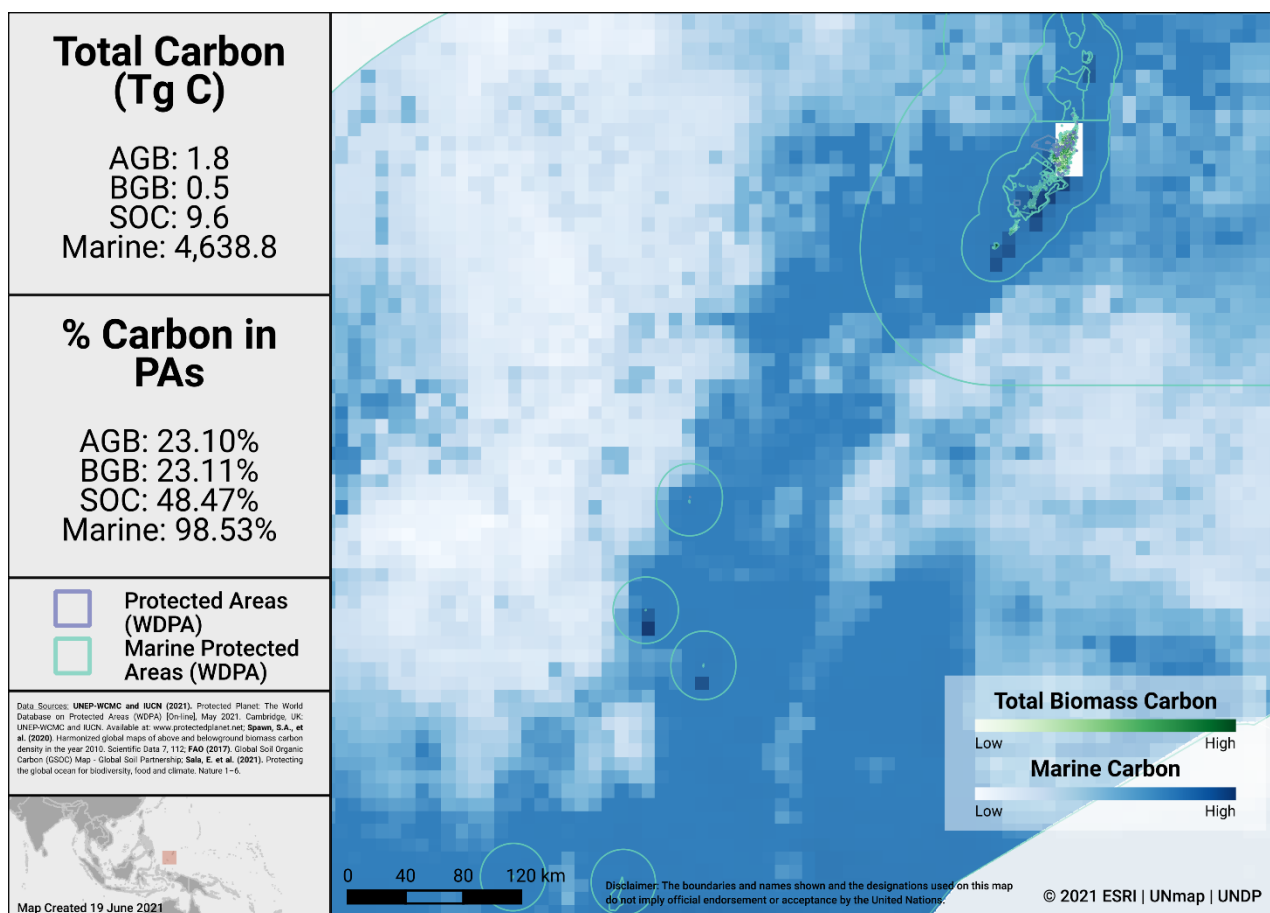 Total Carbon
(Tg C)
AGB: 1.8
BGB: 0.5
SOC: 9.6
Marine: 4,638.8
% Carbon in
PAs
AGB: 23.10%
BGB: 23.11%
SOC: 48.47%
Marine: 98.53%
Protected Areas
(WDPA)
Marine Protected
Areas (WDPA)
Data Sources: UNEP-WCMC and IUCN (2021). Protected Planet: The World
Database on Protected Areas (WDPA) [On-line], May 2021. Cambridge, UK:
UNEP-WCMC and IUCN. Available at: www.protectedplanet.net; Spawn, S.A., et
al. (2020). Harmonized global maps of above and belowground biomass carbon
density in the year 2010. Scientific Data 7, 112; FAO (2017). Global Soil Organic
Carbon (GSOC) Map - Global Soil Partnership; Sala, E. et al. (2021). Protecting
the global ocean for biodiversity, food and climate. Nature 1–6.
Map Created 19 June 2021
Total Biomass Carbon
Low High
Marine Carbon
Low High
0 40 80 120 km
Disclaimer: The boundaries and names shown and the designations used on this map
do not imply official endorsement or acceptance by the United Nations.
© 2021 ESRI | UNmap | UNDP